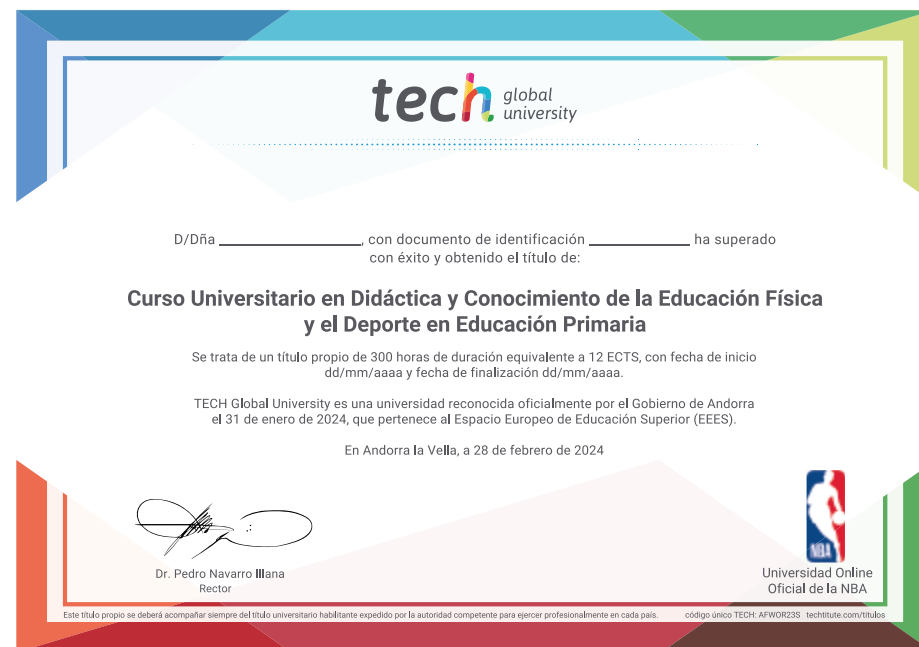 tech global
university
D/Dña ____________________, con documento de identificación ______________ ha superado
con éxito y obtenido el título de:
Curso Universitario en Didáctica y Conocimiento de la Educación Física
y el Deporte en Educación Primaria
Se trata de un título propio de 300 horas de duración equivalente a 12 ECTS, con fecha de inicio
dd/mm/aaaa y fecha de finalización dd/mm/aaaa.
TECH Global University es una universidad reconocida oficialmente por el Gobierno de Andorra
el 31 de enero de 2024, que pertenece al Espacio Europeo de Educación Superior (EEES).
En Andorra la Vella, a 28 de febrero de 2024
Dr. Pedro Navarro Illana
Rector
NBA
Universidad Online
Oficial de la NBA
Este título propio se deberá acompañar siempre del título universitario habilitante expedido por la autoridad competente para ejercer profesionalmente en cada país. código único TECH: AFWOR23S techtitute.com/titulos